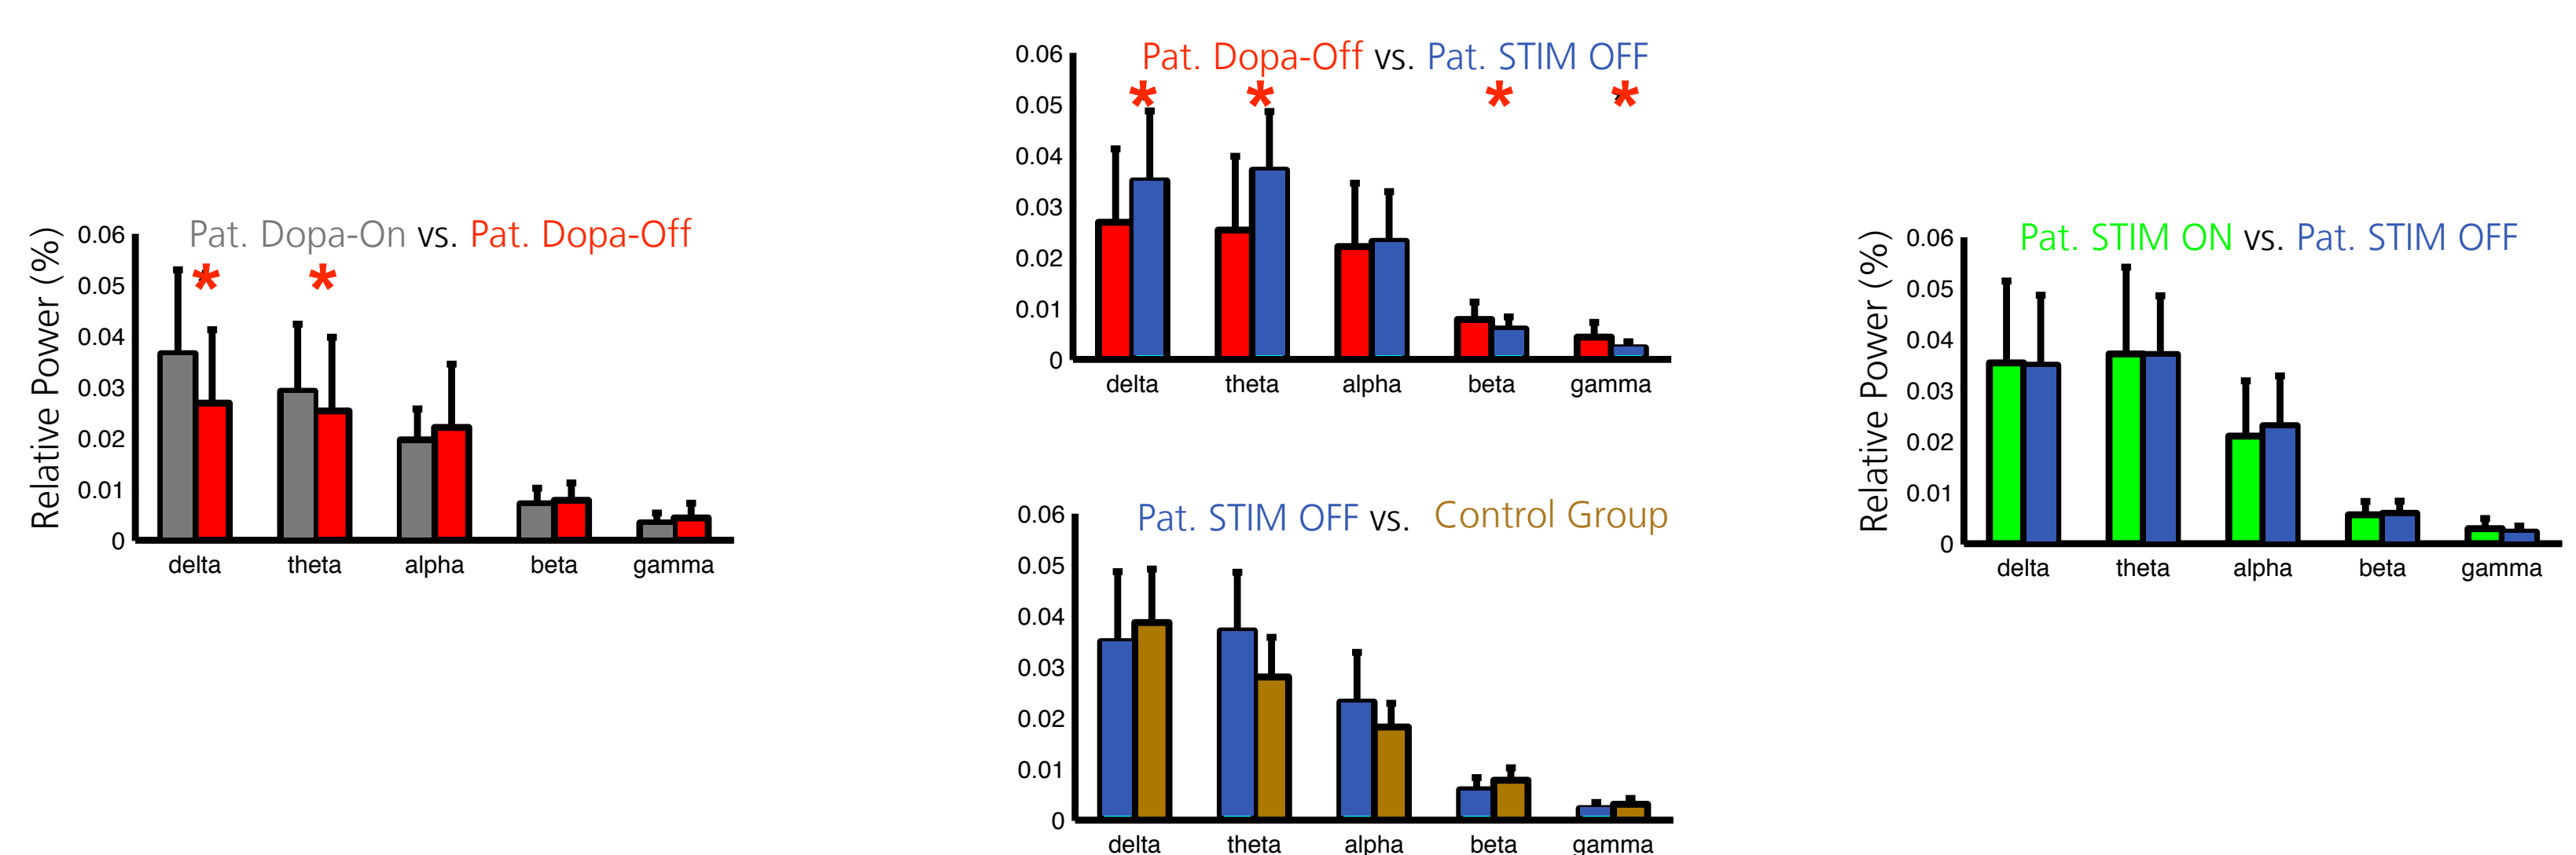 Pat. Dopa-On vs. Pat. Dopa-Off
Relative Power (%)
0.06
0.05
0.04
0.03
0.02
0.01
0
* *
delta theta alpha beta gamma
Pat. Dopa-Off vs. Pat. STIM OFF
0.06
0.05
0.04
0.03
0.02
0.01
0
* * * *
delta theta alpha beta gamma
Pat. STIM OFF vs. Control Group
0.06
0.05
0.04
0.03
0.02
0.01
0
delta theta alpha beta gamma
Pat. STIM ON vs. Pat. STIM OFF
Relative Power (%)
0.06
0.05
0.04
0.03
0.02
0.01
0
delta theta alpha beta gamma